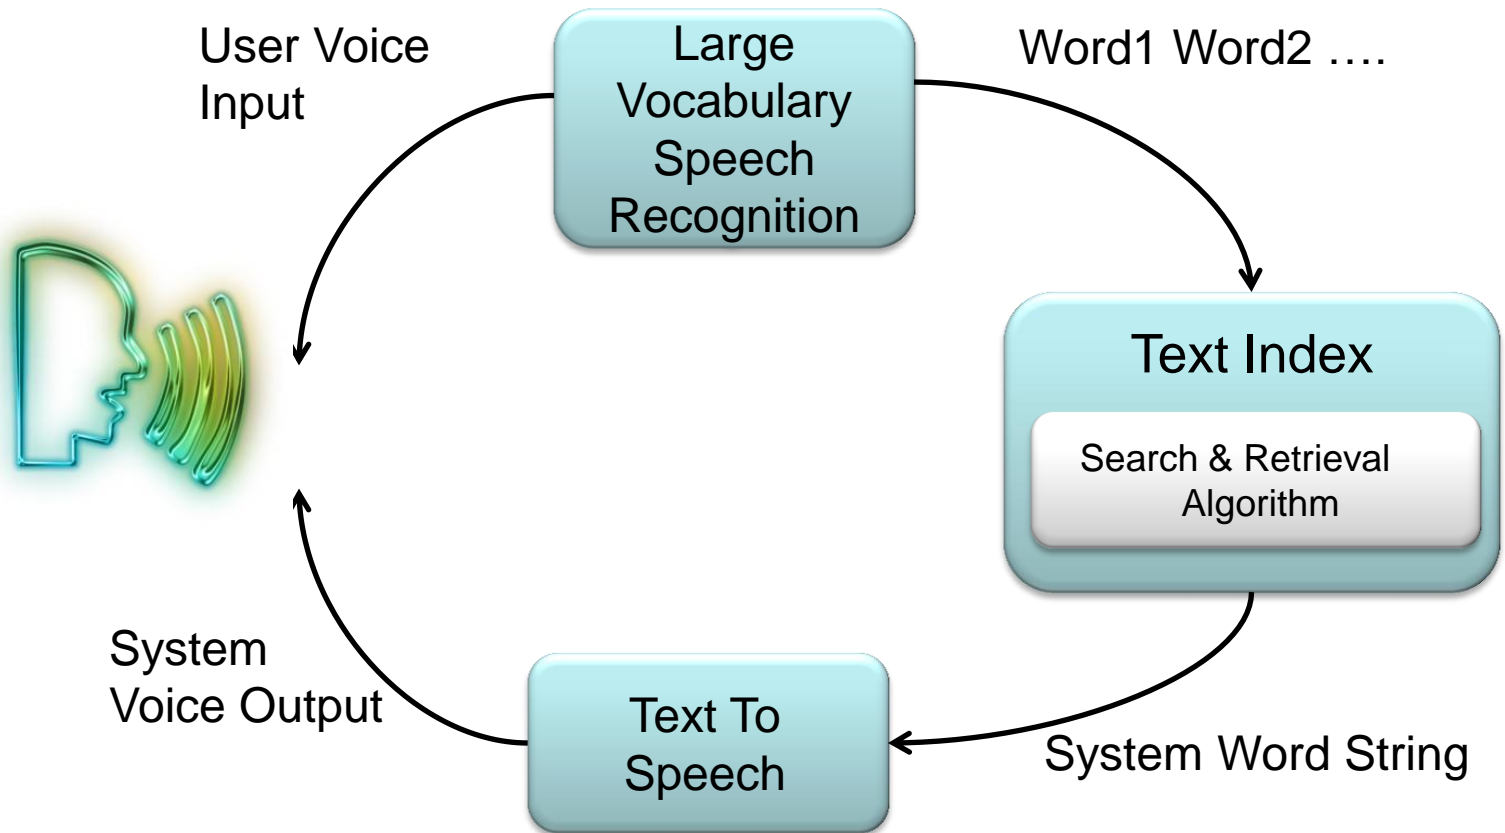 User Voice
Input
Large
Vocabulary
Speech
Recognition
Word1 Word2 ….
Text Index
Search & Retrieval
Algorithm
System Word String
Text To
Speech
System
Voice Output